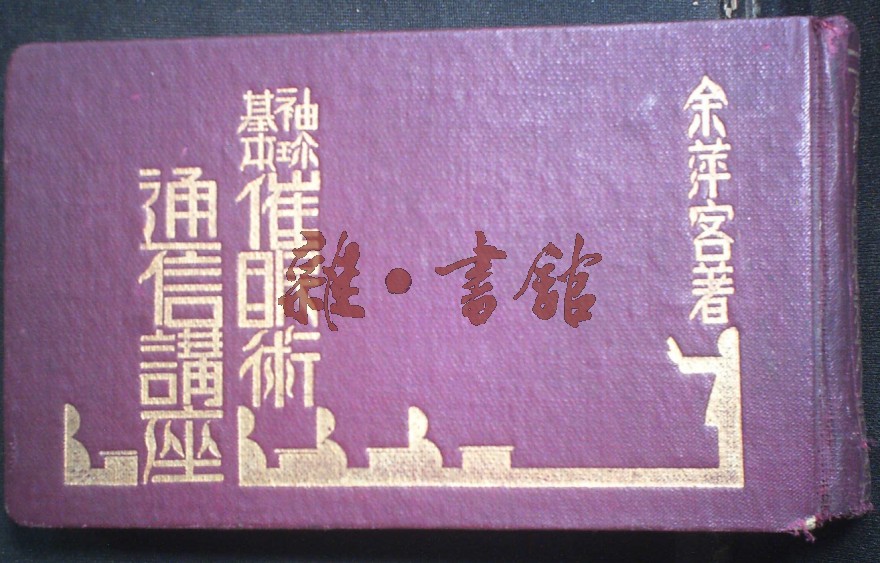 余萍客著
袖珍
基本
催眠術
通信講座
雜·書館